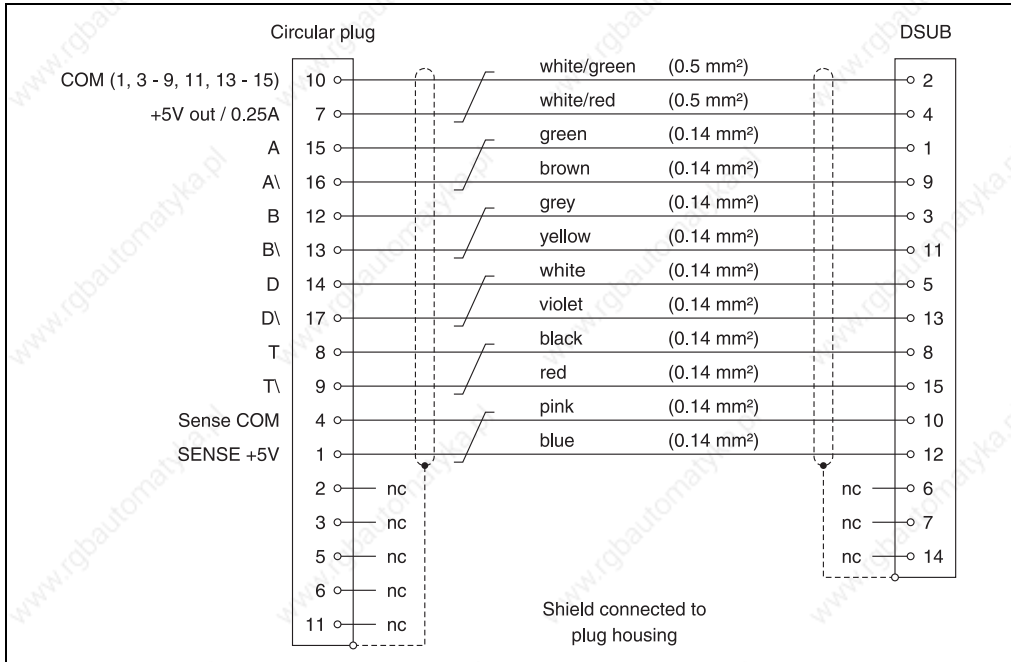 Circular plug DSUB
COM (1, 3 - 9, 11, 13 - 15) 10 white/green (0.5 mm²) 2
+5V out / 0.25A 7 white/red (0.5 mm²) 4
A 15 green (0.14 mm²) 1
A\ 16 brown (0.14 mm²) 9
B 12 grey (0.14 mm²) 3
B\ 13 yellow (0.14 mm²) 11
D 14 white (0.14 mm²) 5
D\ 17 violet (0.14 mm²) 13
T 8 black (0.14 mm²) 8
T\ 9 red (0.14 mm²) 15
Sense COM 4 pink (0.14 mm²) 10
SENSE +5V 1 blue (0.14 mm²) 12
2 nc nc 6
3 nc nc 7
5 nc nc 14
6 nc
11 nc
Shield connected to
plug housing
www.rgbautomatyka.pl